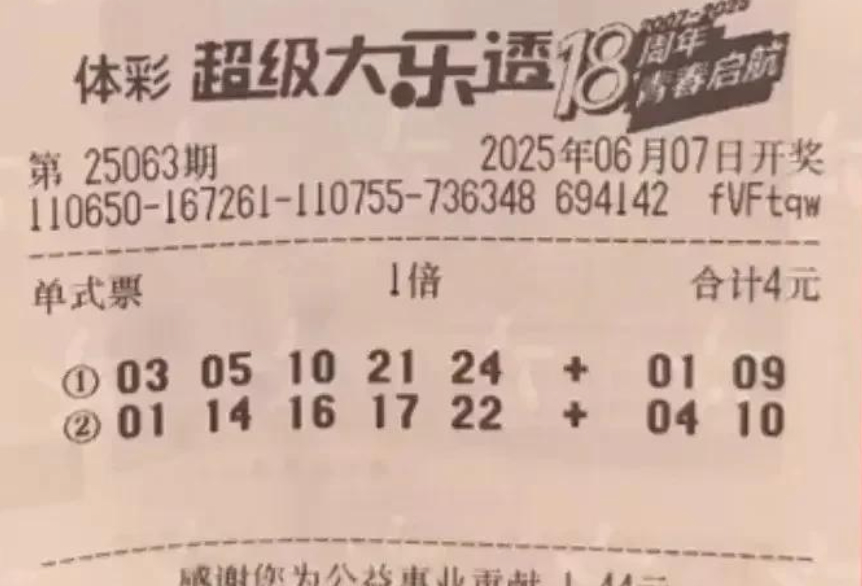 体彩 超级大乐透 18周年 2007-2025 青春启航
第 25063期 2025年06月07日开奖
110650-167261-110755-736348 694142 fVFtqw
单式票 1倍 合计4元
① 03 05 10 21 24 + 01 09
② 01 14 16 17 22 + 04 10
感谢您为公益事业贡献 1.44元